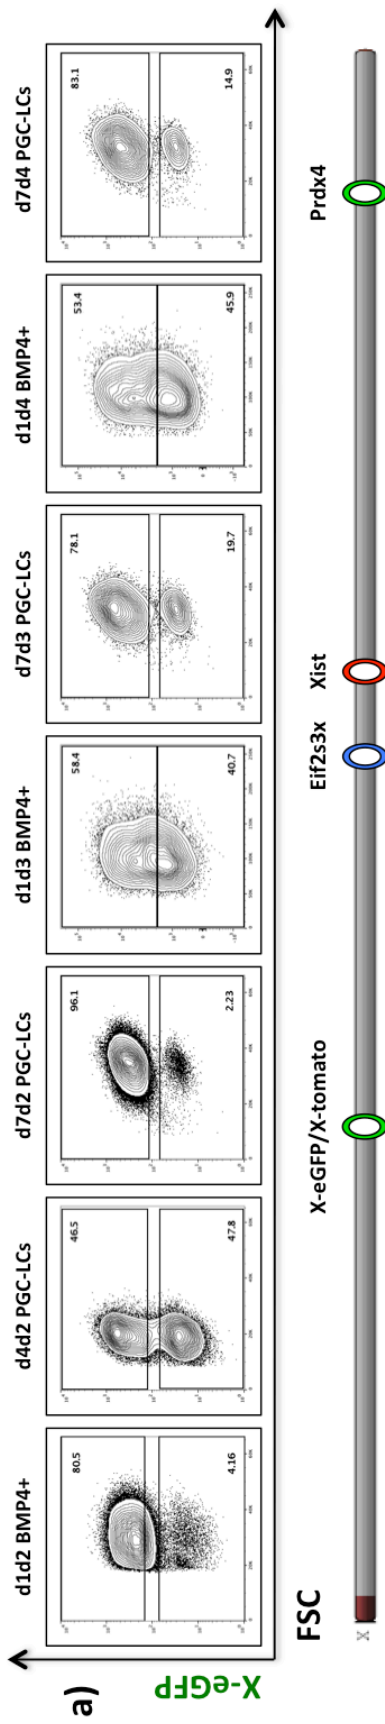 a)
X-eGFP
d1d2 BMP4+
80.5
4.16
d4d2 PGC-LCs
46.5
47.8
d7d2 PGC-LCs
96.1
2.23
d1d3 BMP4+
58.4
40.7
d7d3 PGC-LCs
78.1
19.7
d1d4 BMP4+
53.4
45.9
d7d4 PGC-LCs
83.1
14.9
FSC
X-eGFP/X-tomato
Eif2s3x
Xist
Prdx4
X